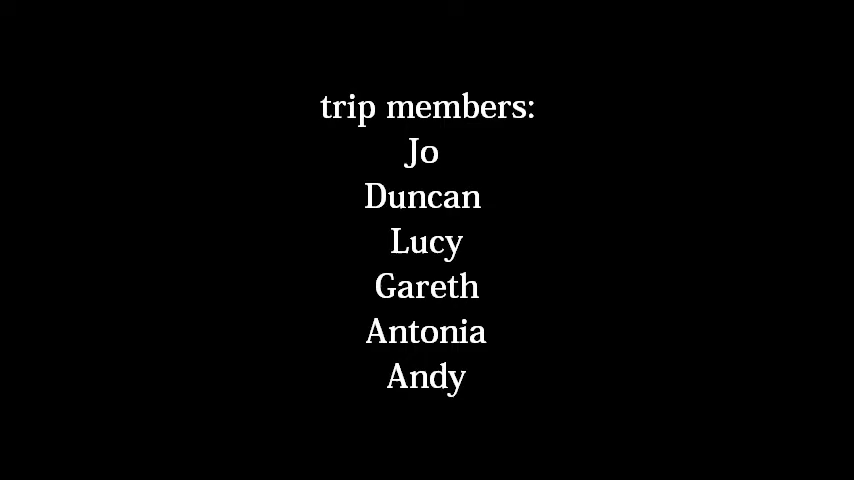 trip members:
Jo
Duncan
Lucy
Gareth
Antonia
Andy